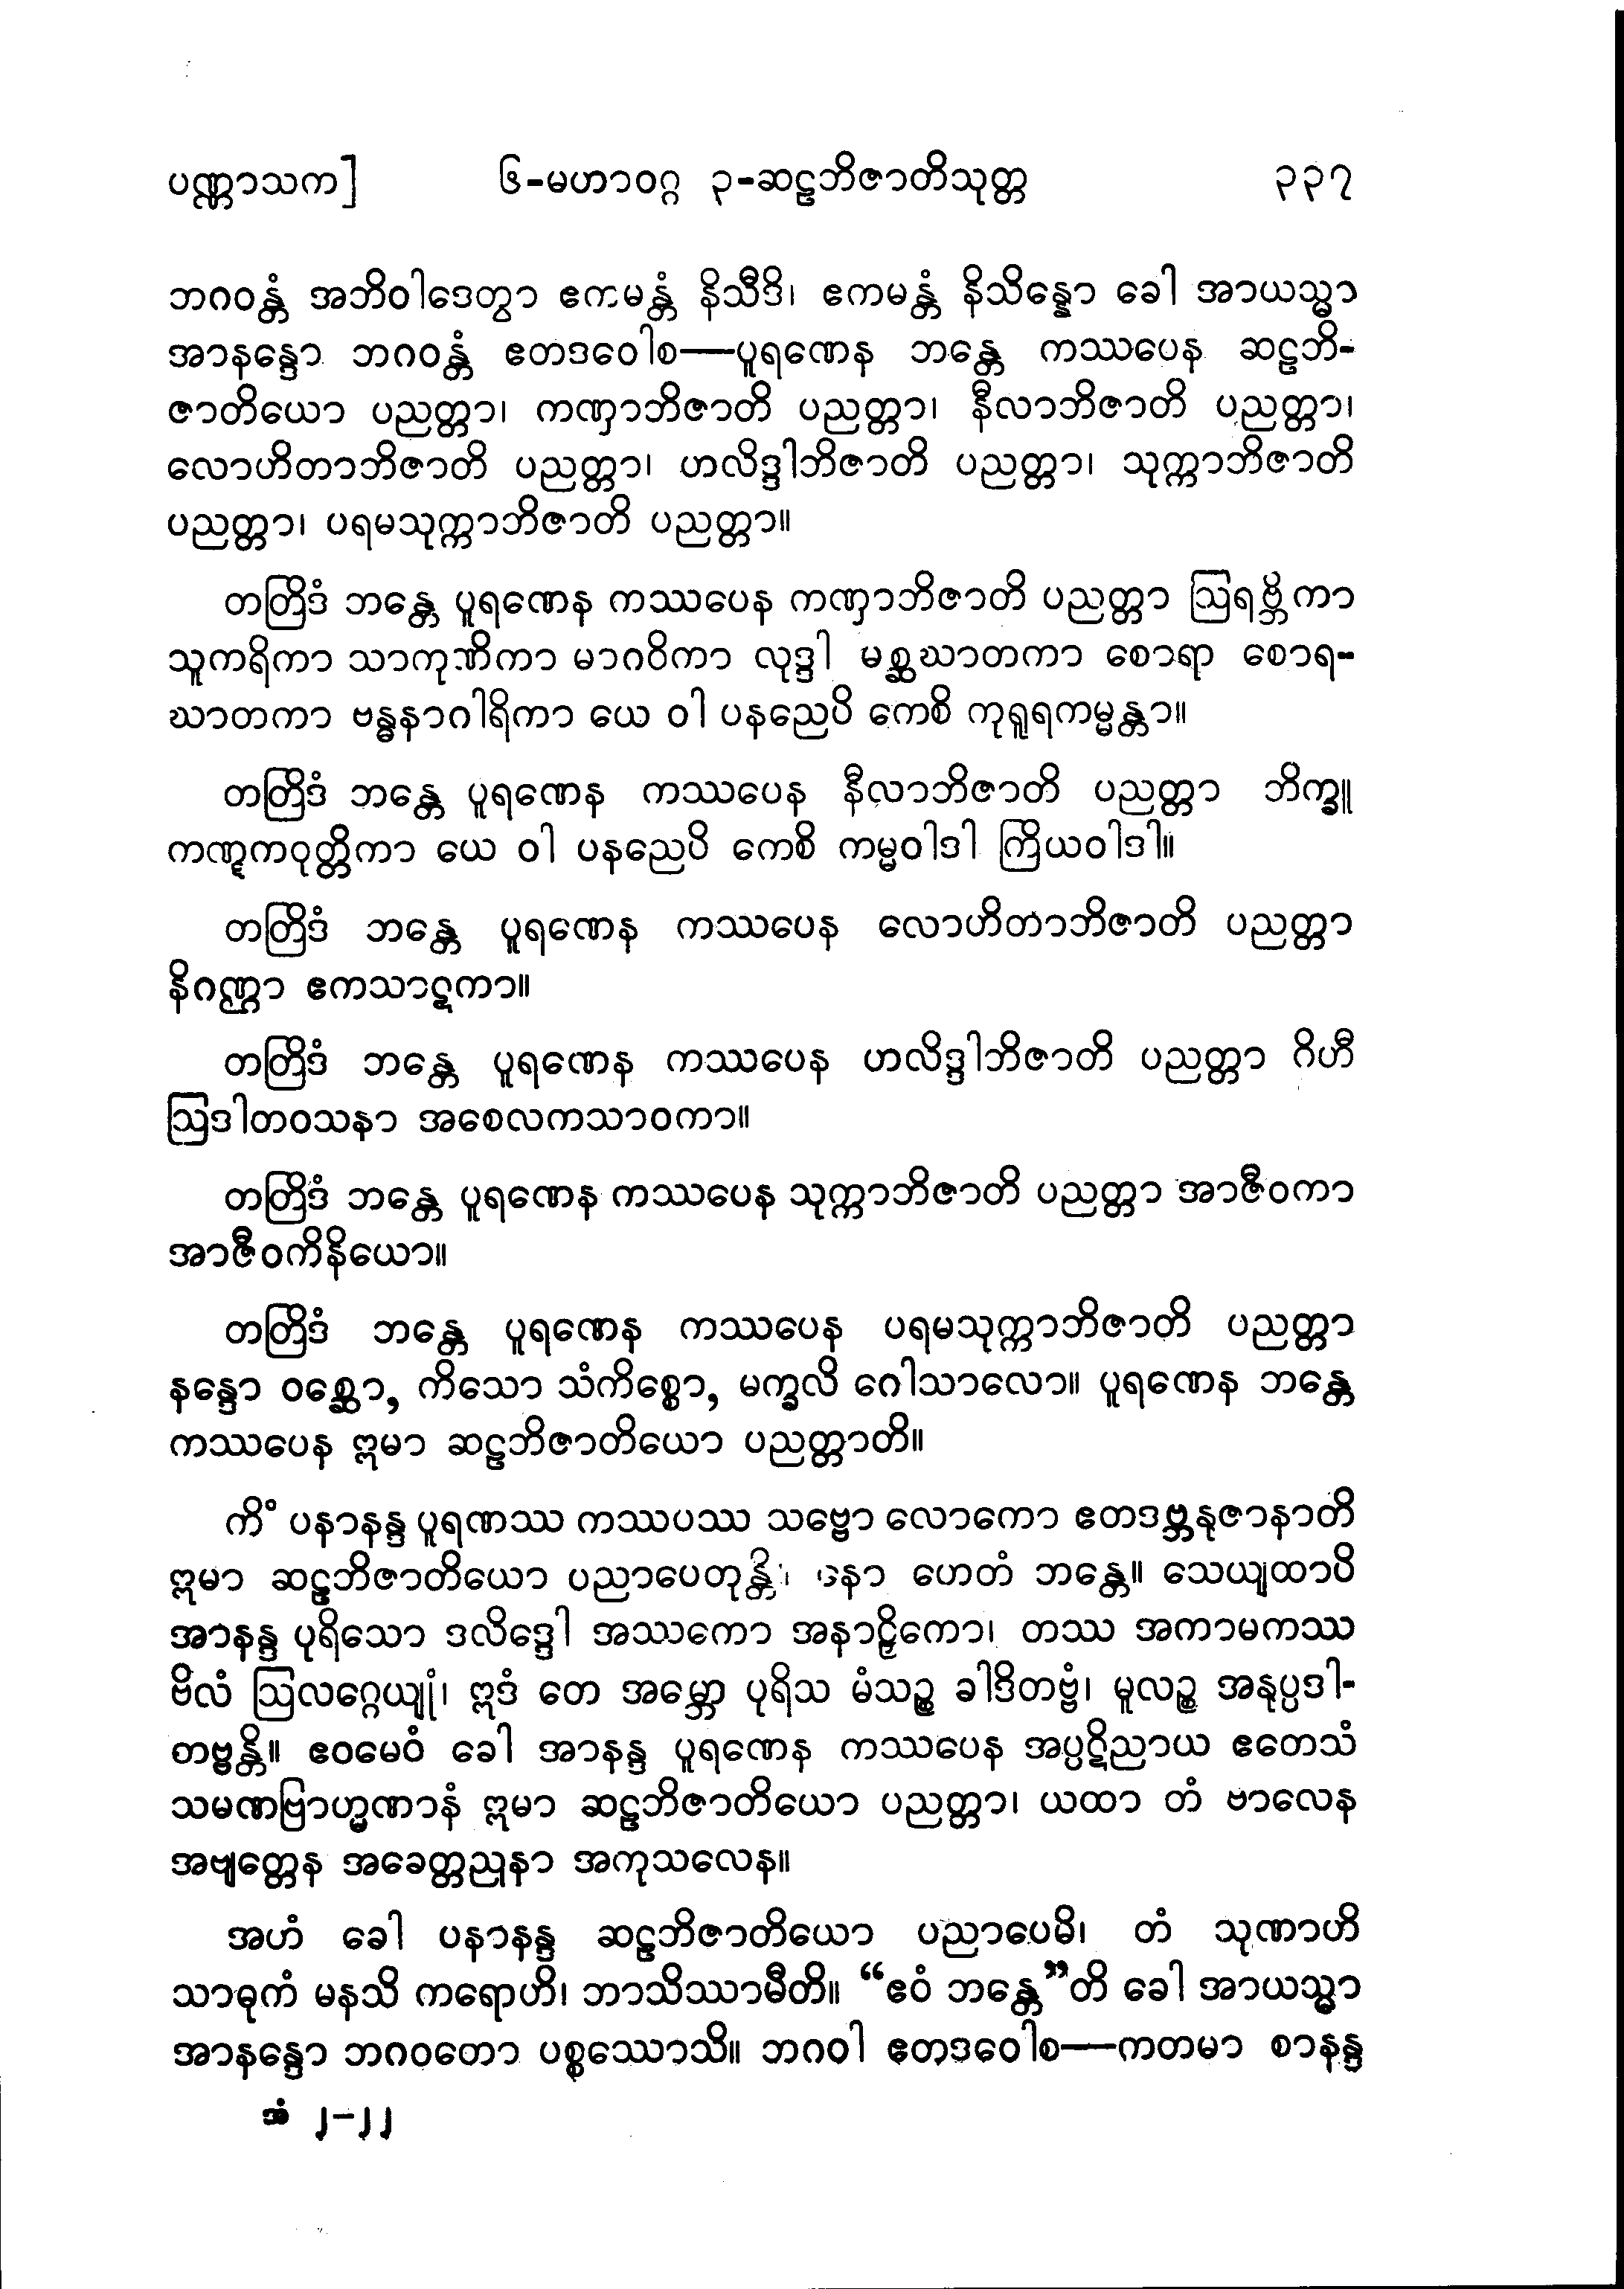 ပဏ္ဏာသက] ၆-မဟာဝဂ္ဂ ၃-ဆဠဘိဇာတိသုတ္တ ၃၃၇
ဘဂဝန္တံ အဘိဝါဒေတွာ ဧကမန္တံ နိသီဒိ၊ ဧကမန္တံ နိသိန္နော ခေါ အာယသ္မာ
အာနန္ဒော ဘဂဝန္တံ ဧတဒဝေါစ—ပူရဏေန ဘန္တေ ကဿပေန ဆဠဘိ-
ဇာတိယော ပညတ္တာ၊ ကဏှာဘိဇာတိ ပညတ္တာ၊ နီလာဘိဇာတိ ပညတ္တာ၊
လောဟိတာဘိဇာတိ ပညတ္တာ၊ ဟလိဒ္ဒါဘိဇာတိ ပညတ္တာ၊ သုက္ကာဘိဇာတိ
ပညတ္တာ၊ ပရမသုက္ကာဘိဇာတိ ပညတ္တာ။
တတြိဒံ ဘန္တေ ပူရဏေန ကဿပေန ကဏှာဘိဇာတိ ပညတ္တာ ဩရဗ္ဘိကာ
သူကရိကာ သာကုဏိကာ မာဂဝိကာ လုဒ္ဒါ မစ္ဆဃာတကာ စောရာ စောရ-
ဃာတကာ ဗန္ဓနာဂါရိကာ ယေ ဝါ ပနညေပိ ကေစိ ကုရူရကမ္မန္တာ။
တတြိဒံ ဘန္တေ ပူရဏေန ကဿပေန နီလာဘိဇာတိ ပညတ္တာ ဘိက္ခူ
ကဏ္ဋကဝုတ္တိကာ ယေ ဝါ ပနညေပိ ကေစိ ကမ္မဝါဒါ ကြိယဝါဒါ။
တတြိဒံ ဘန္တေ ပူရဏေန ကဿပေန လောဟိတာဘိဇာတိ ပညတ္တာ
နိဂဏ္ဌာ ဧကသာဋကာ။
တတြိဒံ ဘန္တေ ပူရဏေန ကဿပေန ဟလိဒ္ဒါဘိဇာတိ ပညတ္တာ ဂိဟီ
ဩဒါတဝသနာ အစေလကသာဝကာ။
တတြိဒံ ဘန္တေ ပူရဏေန ကဿပေန သုက္ကာဘိဇာတိ ပညတ္တာ အာဇီဝကာ
အာဇီဝကိနိယော။
တတြိဒံ ဘန္တေ ပူရဏေန ကဿပေန ပရမသုက္ကာဘိဇာတိ ပညတ္တာ
နန္ဒော ဝစ္ဆော, ကိသော သံကိစ္စော, မက္ခလိ ဂေါသာလော။ ပူရဏေန ဘန္တေ
ကဿပေန ဣမာ ဆဠဘိဇာတိယော ပညတ္တာတိ။
ကိံ ပနာနန္ဒ ပူရဏဿ ကဿပဿ သဗ္ဗော လောကော ဧတဒဗ္ဘနုဇာနာတိ
ဣမာ ဆဠဘိဇာတိယော ပညာပေတုန္တိ၊ နော ဟေတံ ဘန္တေ။ သေယျထာပိ
အာနန္ဒ ပုရိသော ဒလိဒ္ဒေါ အဿကော အနာဠှိကော၊ တဿ အကာမကဿ
ဗိလံ ဩလဂ္ဂေယျုံ၊ ဣဒံ တေ အမ္ဘော ပုရိသ မံသဉ္စ ခါဒိတဗ္ဗံ၊ မူလဉ္စ အနုပ္ပဒါ-
တဗ္ဗန္တိ။ ဧဝမေဝံ ခေါ အာနန္ဒ ပူရဏေန ကဿပေန အပ္ပဋိညာယ ဧတေသံ
သမဏဗြာဟ္မဏာနံ ဣမာ ဆဠဘိဇာတိယော ပညတ္တာ၊ ယထာ တံ ဗာလေန
အဗျတ္တေန အခေတ္တညုနာ အကုသလေန။
အဟံ ခေါ ပနာနန္ဒ ဆဠဘိဇာတိယော ပညာပေမိ၊ တံ သုဏာဟိ
သာဓုကံ မနသိ ကရောဟိ၊ ဘာသိဿာမီတိ။ “ဧဝံ ဘန္တေ”တိ ခေါ အာယသ္မာ
အာနန္ဒော ဘဂဝတော ပစ္စဿောသိ။ ဘဂဝါ ဧတဒဝေါစ—ကတမာ စာနန္ဒ
အံ ၂-၂၂